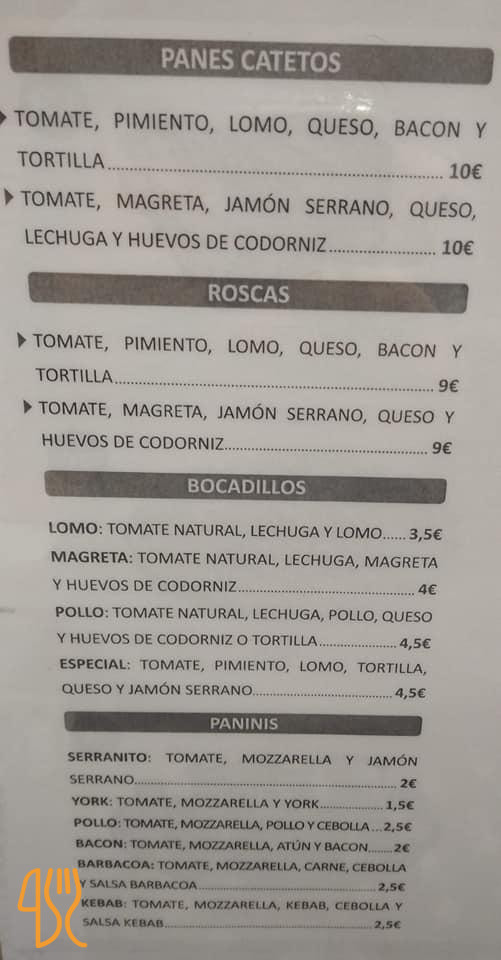 PANES CATETOS
TOMATE, PIMIENTO, LOMO, QUESO, BACON Y
TORTILLA........................................................ 10€
TOMATE, MAGRETA, JAMÓN SERRANO, QUESO,
LECHUGA Y HUEVOS DE CODORNIZ.................. 10€
ROSCAS
TOMATE, PIMIENTO, LOMO, QUESO, BACON Y
TORTILLA........................................................ 9€
TOMATE, MAGRETA, JAMÓN SERRANO, QUESO Y
HUEVOS DE CODORNIZ................................... 9€
BOCADILLOS
LOMO: TOMATE NATURAL, LECHUGA Y LOMO...... 3,5€
MAGRETA: TOMATE NATURAL, LECHUGA, MAGRETA
Y HUEVOS DE CODORNIZ................................... 4€
POLLO: TOMATE NATURAL, LECHUGA, POLLO, QUESO
Y HUEVOS DE CODORNIZ O TORTILLA................ 4,5€
ESPECIAL: TOMATE, PIMIENTO, LOMO, TORTILLA,
QUESO Y JAMÓN SERRANO............................. 4,5€
PANINIS
SERRANITO: TOMATE, MOZZARELLA Y JAMÓN
SERRANO........................................................ 2€
YORK: TOMATE, MOZZARELLA Y YORK............... 1,5€
POLLO: TOMATE, MOZZARELLA, POLLO Y CEBOLLA ...2,5€
BACON: TOMATE, MOZZARELLA, ATÚN Y BACON.......2€
BARBACOA: TOMATE, MOZZARELLA, CARNE, CEBOLLA
Y SALSA BARBACOA........................................ 2,5€
KEBAB: TOMATE, MOZZARELLA, KEBAB, CEBOLLA Y
SALSA KEBAB................................................. 2,5€